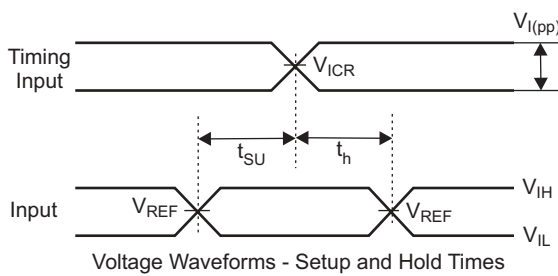 V_I(pp)
Timing
Input
V_ICR
t_SU
t_h
Input
V_REF
V_REF
V_IH
V_IL
Voltage Waveforms - Setup and Hold Times